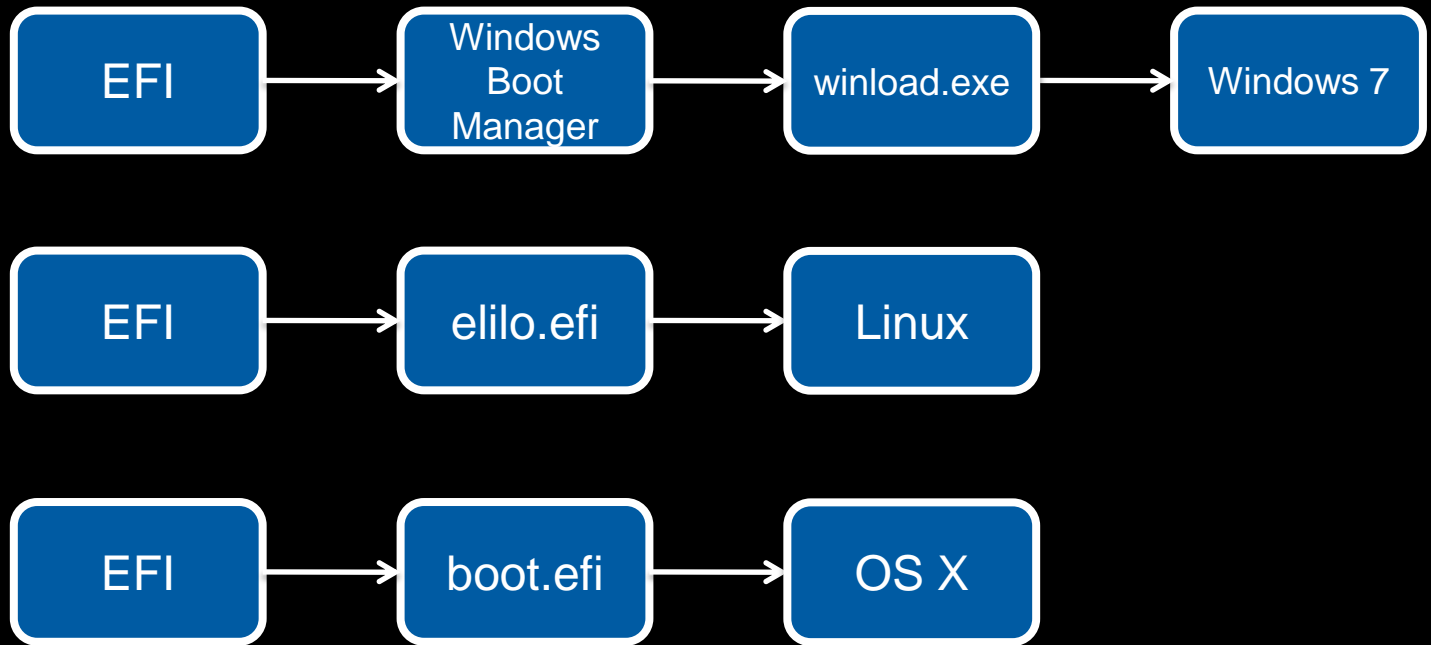 EFI
Windows
Boot
Manager
winload.exe
Windows 7
EFI
elilo.efi
Linux
EFI
boot.efi
OS X